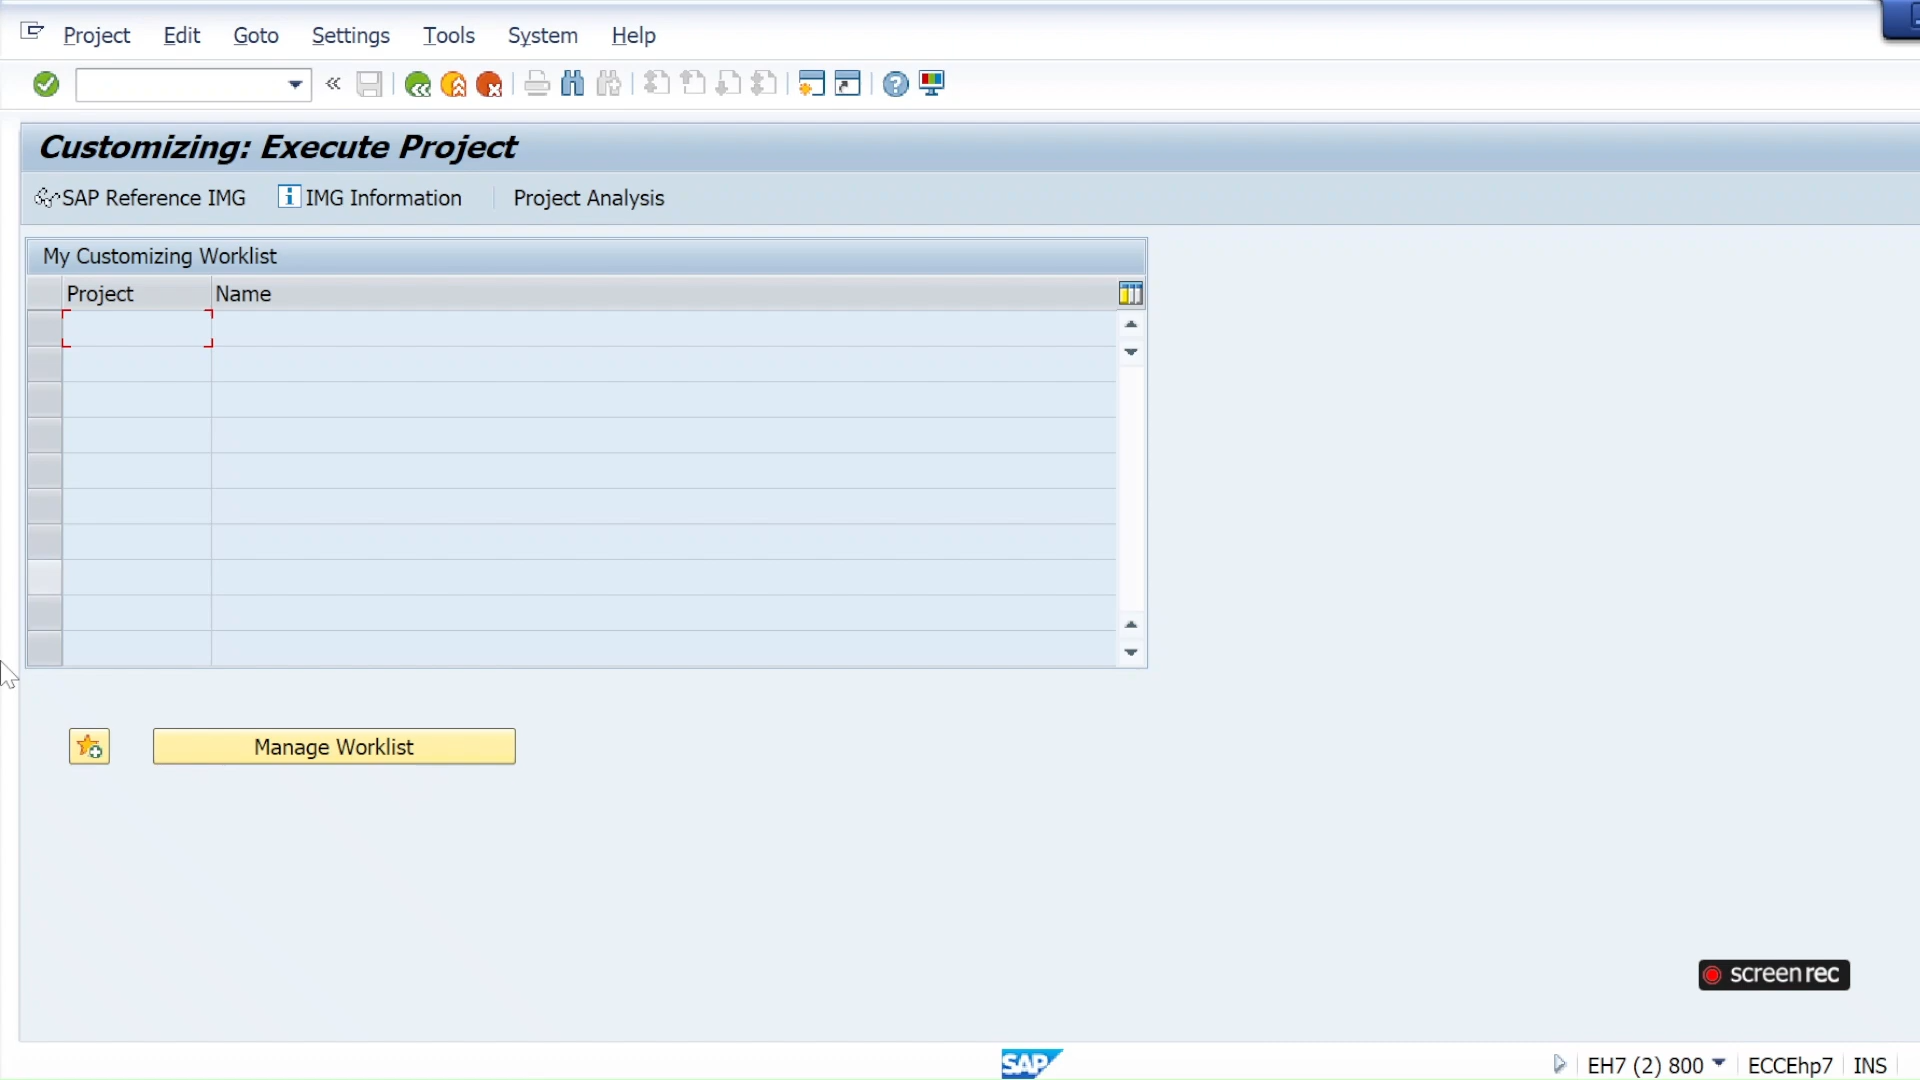 Project Edit Goto Settings Tools System Help
Customizing: Execute Project
SAP Reference IMG IMG Information Project Analysis
My Customizing Worklist
Project Name
Manage Worklist
screenrec
SAP EH7 (2) 800 ECCEhp7 INS